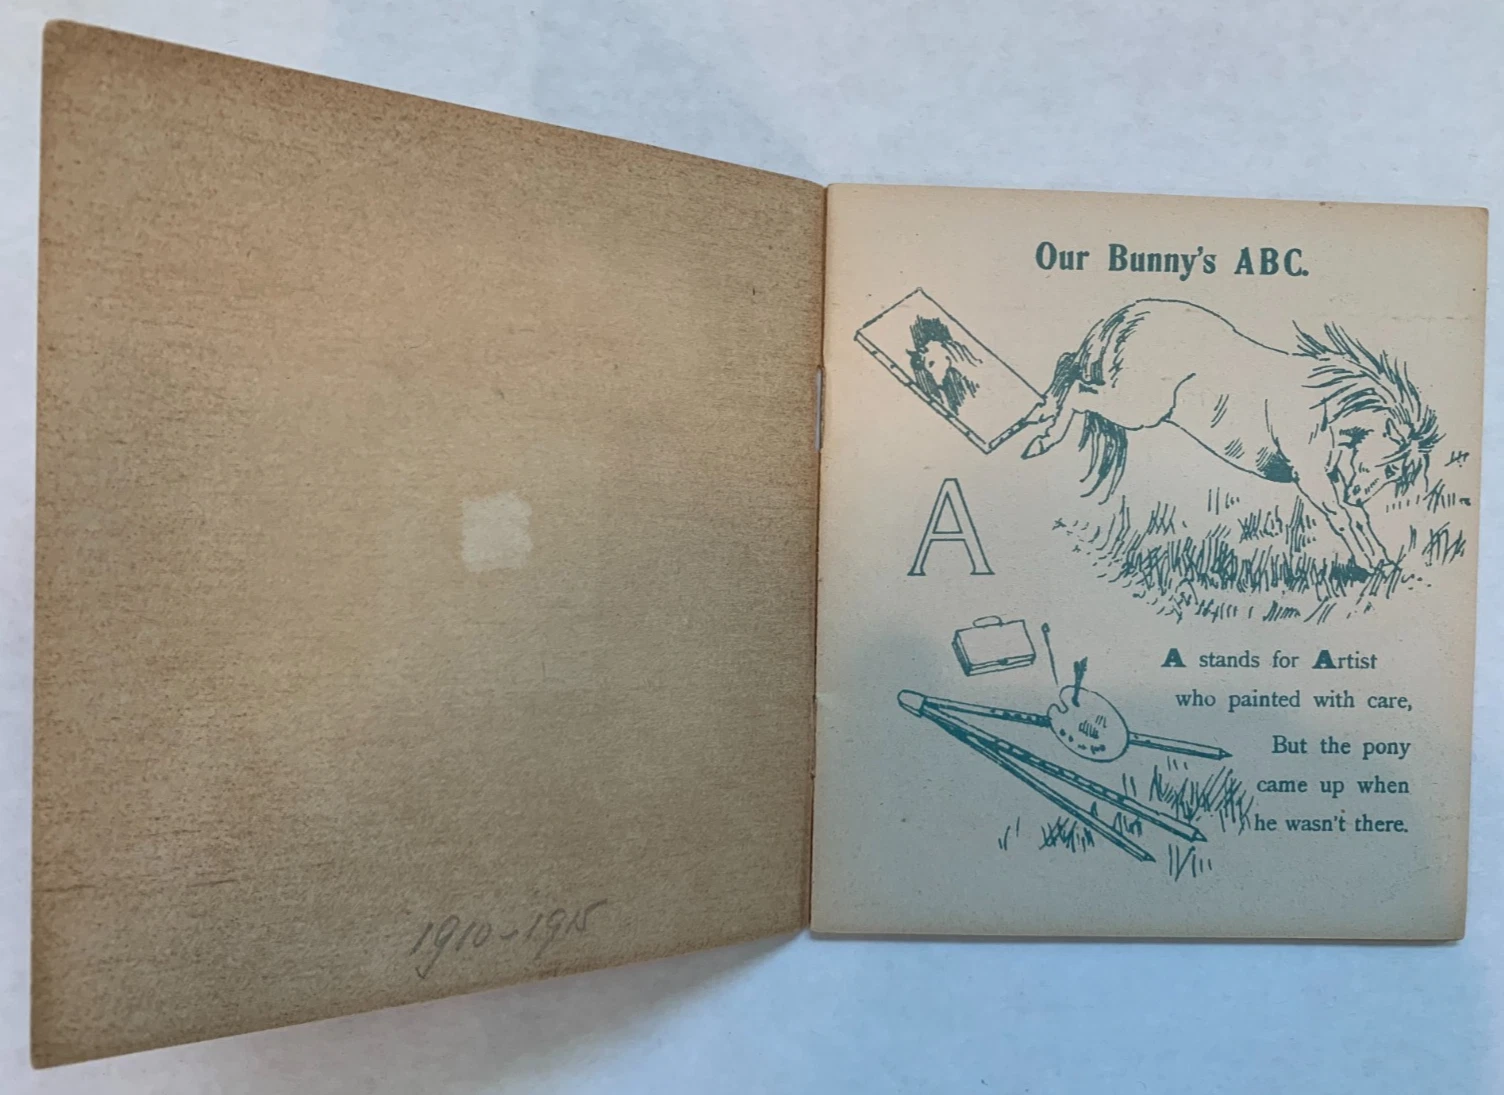 1910-1915
Our Bunny's ABC.
A
A stands for Artist
who painted with care,
But the pony
came up when
he wasn't there.